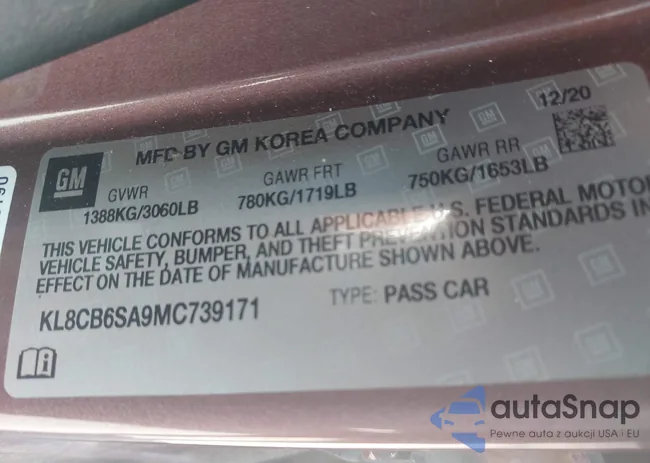 12/20
MFD BY GM KOREA COMPANY
GM
GVWR GAWR FRT GAWR RR
1388KG/3060LB 780KG/1719LB 750KG/1653LB
THIS VEHICLE CONFORMS TO ALL APPLICABLE U.S. FEDERAL MOTO
VEHICLE SAFETY, BUMPER, AND THEFT PREVENTION STANDARDS IN
EFFECT ON THE DATE OF MANUFACTURE SHOWN ABOVE.
KL8CB6SA9MC739171 TYPE: PASS CAR
autoSnap
Pewne auta z aukcji USA i EU